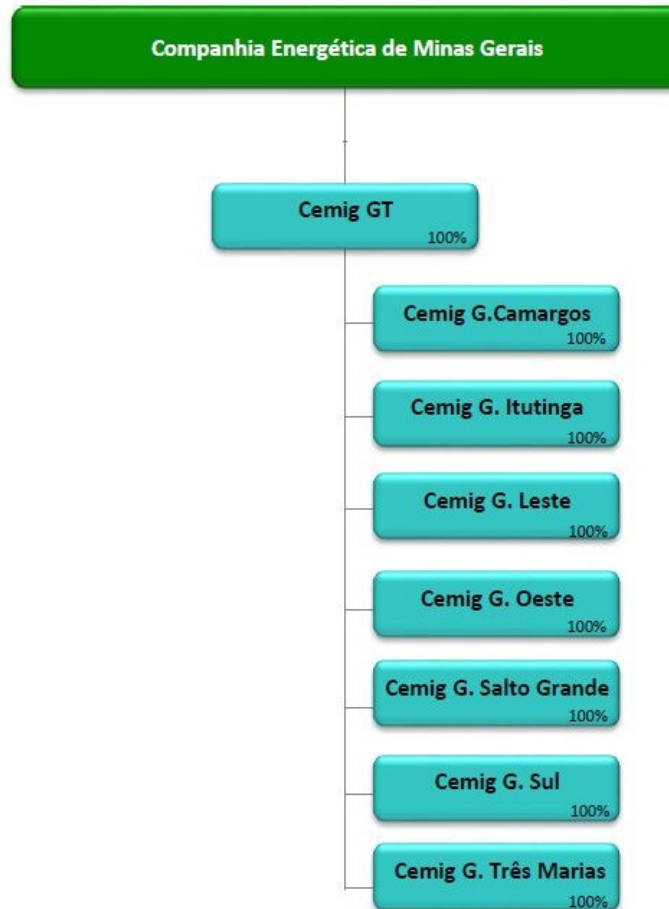 Companhia Energética de Minas Gerais
Cemig GT
100%
Cemig G.Camargos
100%
Cemig G. Itutinga
100%
Cemig G. Leste
100%
Cemig G. Oeste
100%
Cemig G. Salto Grande
100%
Cemig G. Sul
100%
Cemig G. Três Marias
100%